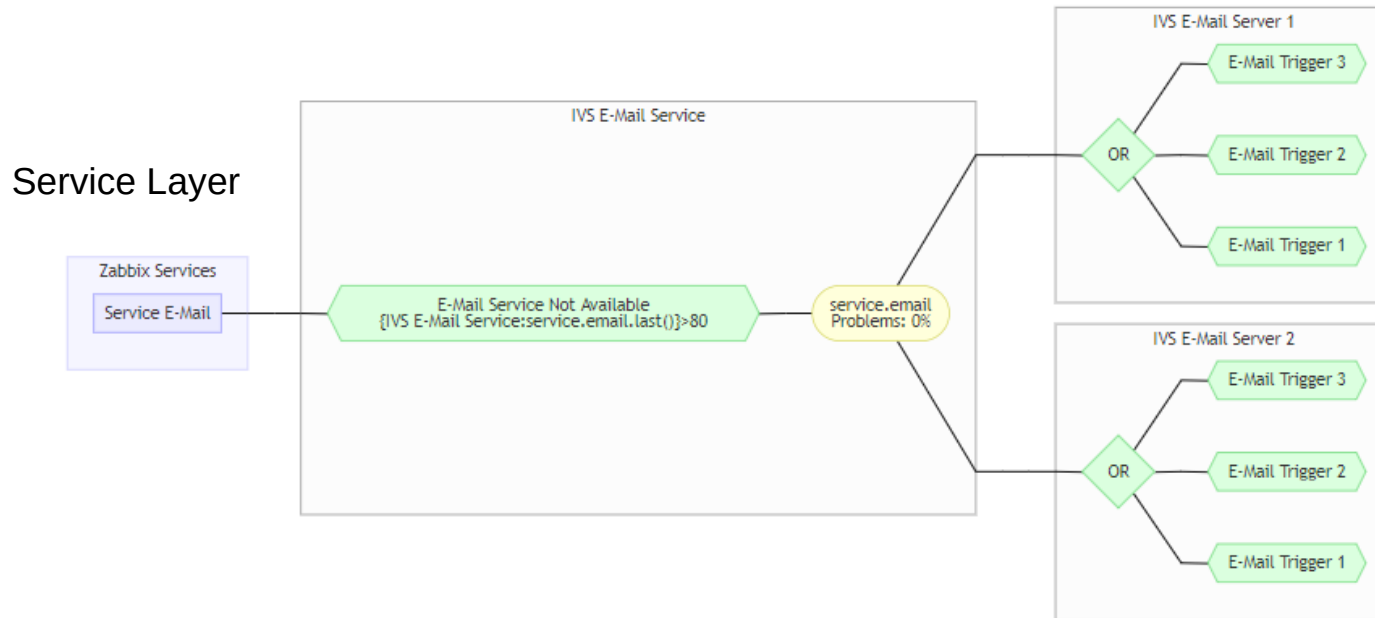 Service Layer
Zabbix Services
Service E-Mail
IVS E-Mail Service
E-Mail Service Not Available
{IVS E-Mail Service:service.email.last()}>80
service.email
Problems: 0%
IVS E-Mail Server 1
E-Mail Trigger 3
OR
E-Mail Trigger 2
E-Mail Trigger 1
IVS E-Mail Server 2
E-Mail Trigger 3
OR
E-Mail Trigger 2
E-Mail Trigger 1